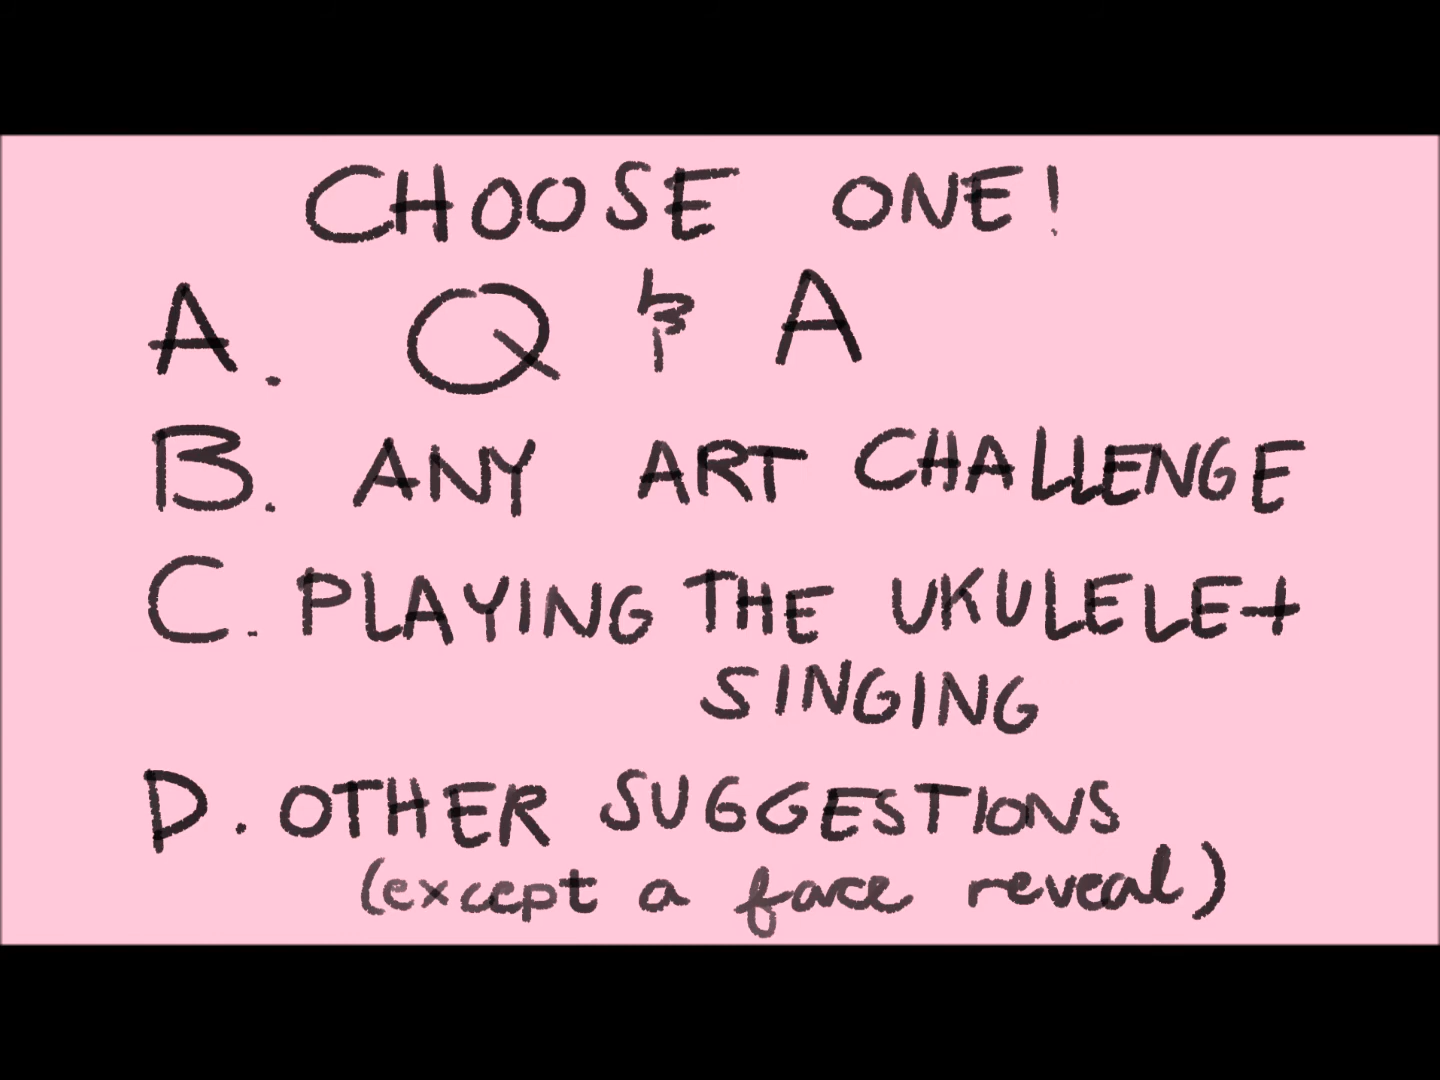 CHOOSE ONE!
A. Q & A
B. ANY ART CHALLENGE
C. PLAYING THE UKULELE +
SINGING
D. OTHER SUGGESTIONS
(except a face reveal)